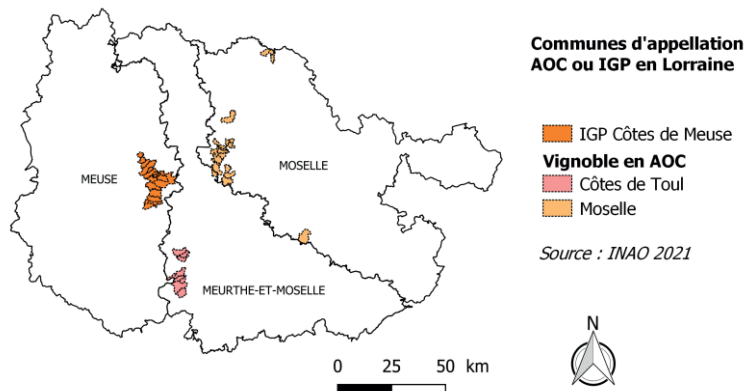 Communes d'appellation
AOC ou IGP en Lorraine
IGP Côtes de Meuse
Vignoble en AOC
Côtes de Toul
Moselle
Source : INAO 2021
MEUSE
MOSELLE
MEURTHE-ET-MOSELLE
N
0 25 50 km